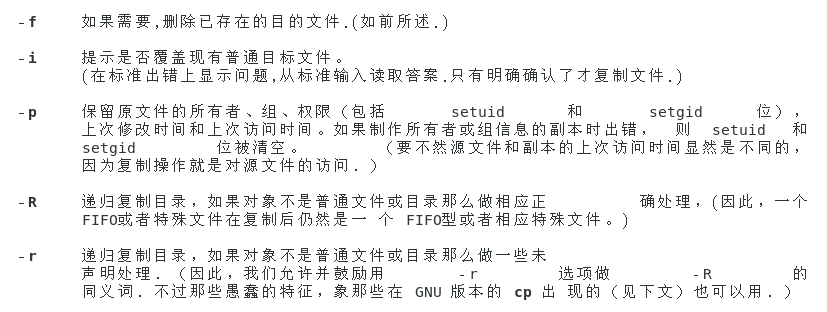 -f 如果需要,删除已存在的目的文件.(如前所述.)
-i 提示是否覆盖现有普通目标文件。
(在标准出错上显示问题,从标准输入读取答案.只有明确确认了才复制文件.)
-p 保留原文件的所有者、组、权限（包括 setuid 和 setgid 位），
上次修改时间和上次访问时间。如果制作所有者或组信息的副本时出错， 则 setuid 和
setgid 位被清空。 （要不然源文件和副本的上次访问时间显然是不同的，
因为复制操作就是对源文件的访问．）
-R 递归复制目录，如果对象不是普通文件或目录那么做相应正 确处理，(因此，一个
FIFO或者特殊文件在复制后仍然是一 个 FIFO型或者相应特殊文件。)
-r 递归复制目录，如果对象不是普通文件或目录那么做一些未
声明处理．（因此，我们允许并鼓励用 -r 选项做 -R 的
同义词．不过那些愚蠢的特征，象那些在 GNU 版本的 cp 出 现的（见下文）也可以用．）